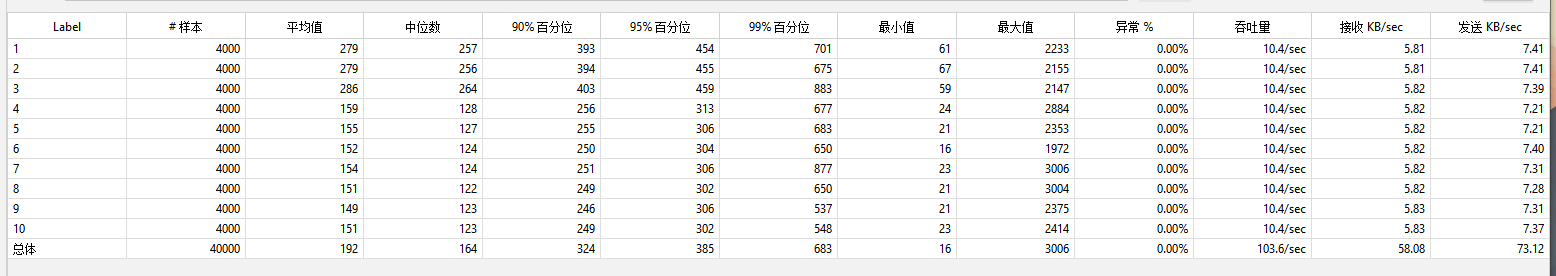 Label # 样本 平均值 中位数 90% 百分位 95% 百分位 99% 百分位 最小值 最大值 异常 % 吞吐量 接收 KB/sec 发送 KB/sec
1 4000 279 257 393 454 701 61 2233 0.00% 10.4/sec 5.81 7.41
2 4000 279 256 394 455 675 67 2155 0.00% 10.4/sec 5.81 7.41
3 4000 286 264 403 459 883 59 2147 0.00% 10.4/sec 5.82 7.39
4 4000 159 128 256 313 677 24 2884 0.00% 10.4/sec 5.82 7.21
5 4000 155 127 255 306 683 21 2353 0.00% 10.4/sec 5.82 7.21
6 4000 152 124 250 304 650 16 1972 0.00% 10.4/sec 5.82 7.40
7 4000 154 124 251 306 877 23 3006 0.00% 10.4/sec 5.82 7.31
8 4000 151 122 249 302 650 21 3004 0.00% 10.4/sec 5.82 7.28
9 4000 149 123 246 306 537 21 2375 0.00% 10.4/sec 5.83 7.31
10 4000 151 123 249 302 548 23 2414 0.00% 10.4/sec 5.83 7.37
总体 40000 192 164 324 385 683 16 3006 0.00% 103.6/sec 58.08 73.12